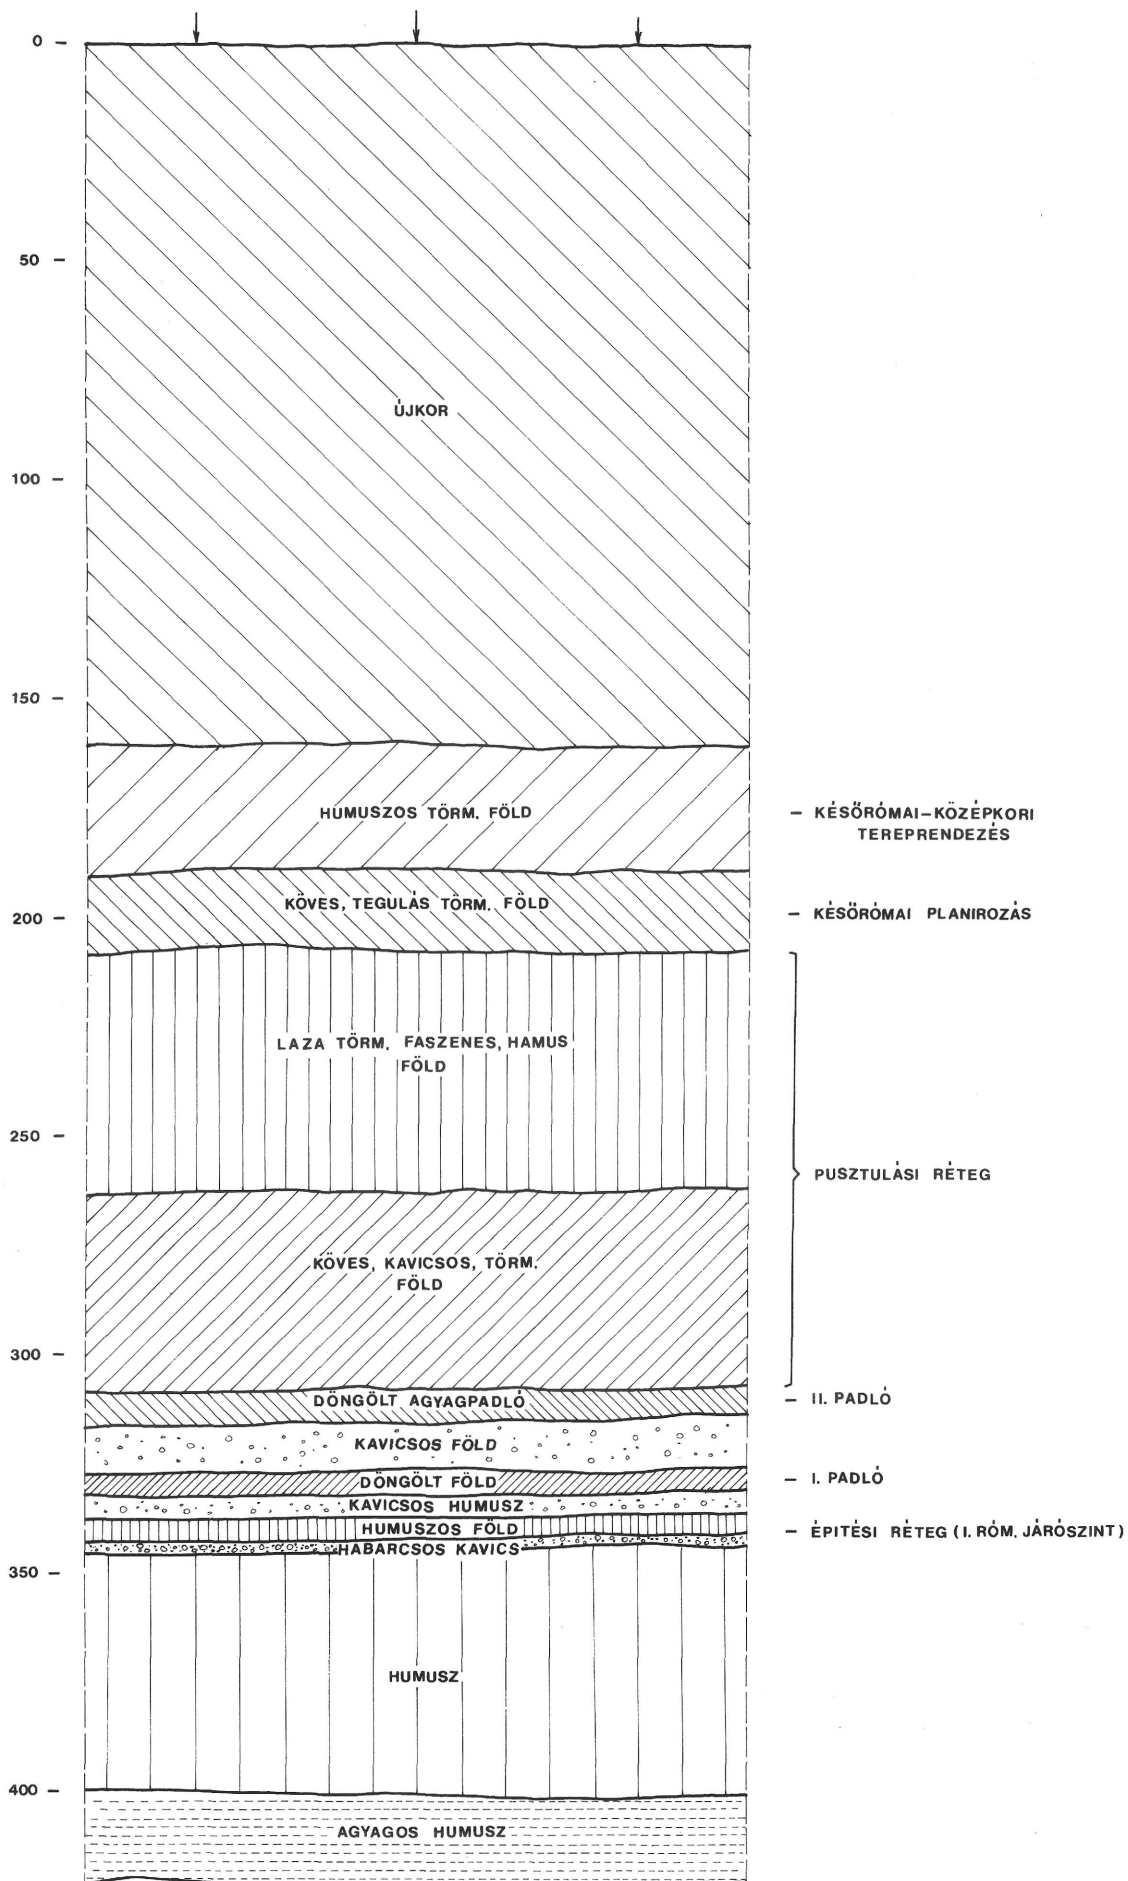 0 –
50 –
ÚJKOR
100 –
150 –
HUMUSZOS TÖRM. FÖLD
– KÉSŐRÓMAI–KÖZÉPKORI
TEREPRENDEZÉS
KÖVES, TEGULÁS TÖRM. FÖLD
200 –
– KÉSŐRÓMAI PLANIROZÁS
LAZA TÖRM. FASZENES, HAMUS
FÖLD
250 –
PUSZTULÁSI RÉTEG
KÖVES, KAVICSOS, TÖRM.
FÖLD
300 –
DÖNGÖLT AGYAGPADLÓ
– II. PADLÓ
KAVICSOS FÖLD
DÖNGÖLT FÖLD
– I. PADLÓ
KAVICSOS HUMUSZ
HUMUSZOS FÖLD
– ÉPITÉSI RÉTEG (I. RÓM. JÁRÓSZINT)
HABARCSOS KAVICS
350 –
HUMUSZ
400 –
AGYAGOS HUMUSZ